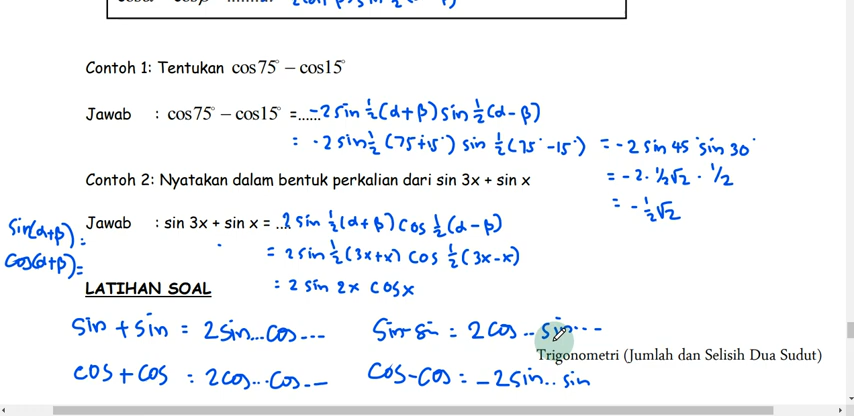 Contoh 1: Tentukan cos 75° − cos15°
Jawab : cos 75° − cos15° =......-2 sin ½ (α+β) sin ½ (α-β)
= -2 sin ½ (75+15°) sin ½ (75°-15°) = -2 sin 45° sin 30°
= -2 · ½√2 · ½
= -½√2
Contoh 2: Nyatakan dalam bentuk perkalian dari sin 3x + sin x
Jawab : sin 3x + sin x = ... 2 sin ½ (α+β) cos ½ (α-β)
= 2 sin ½ (3x+x) cos ½ (3x-x)
= 2 sin 2x cos x
sin(α+β) =
cos(α+β) =
LATIHAN SOAL
sin + sin = 2 sin... cos ---
sin - sin = 2 cos .. sin ---
Trigonometri (Jumlah dan Selisih Dua Sudut)
cos + cos = 2 cos... cos ---
cos - cos = -2 sin .. sin